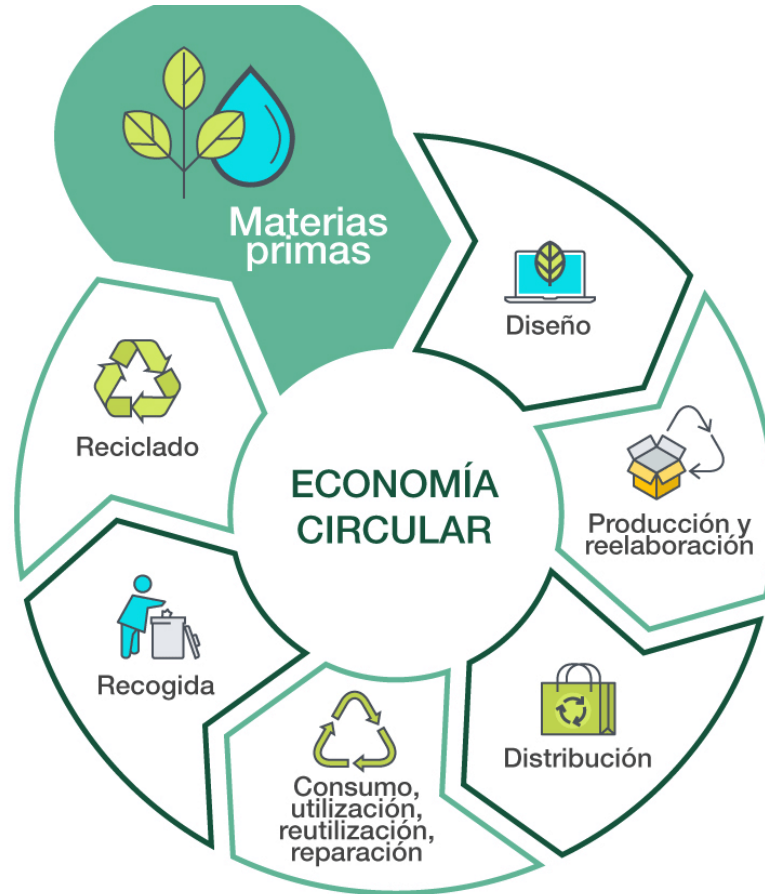 Materias
primas
Diseño
Producción y
reelaboración
Distribución
Consumo,
utilización,
reutilización,
reparación
Recogida
Reciclado
ECONOMÍA
CIRCULAR